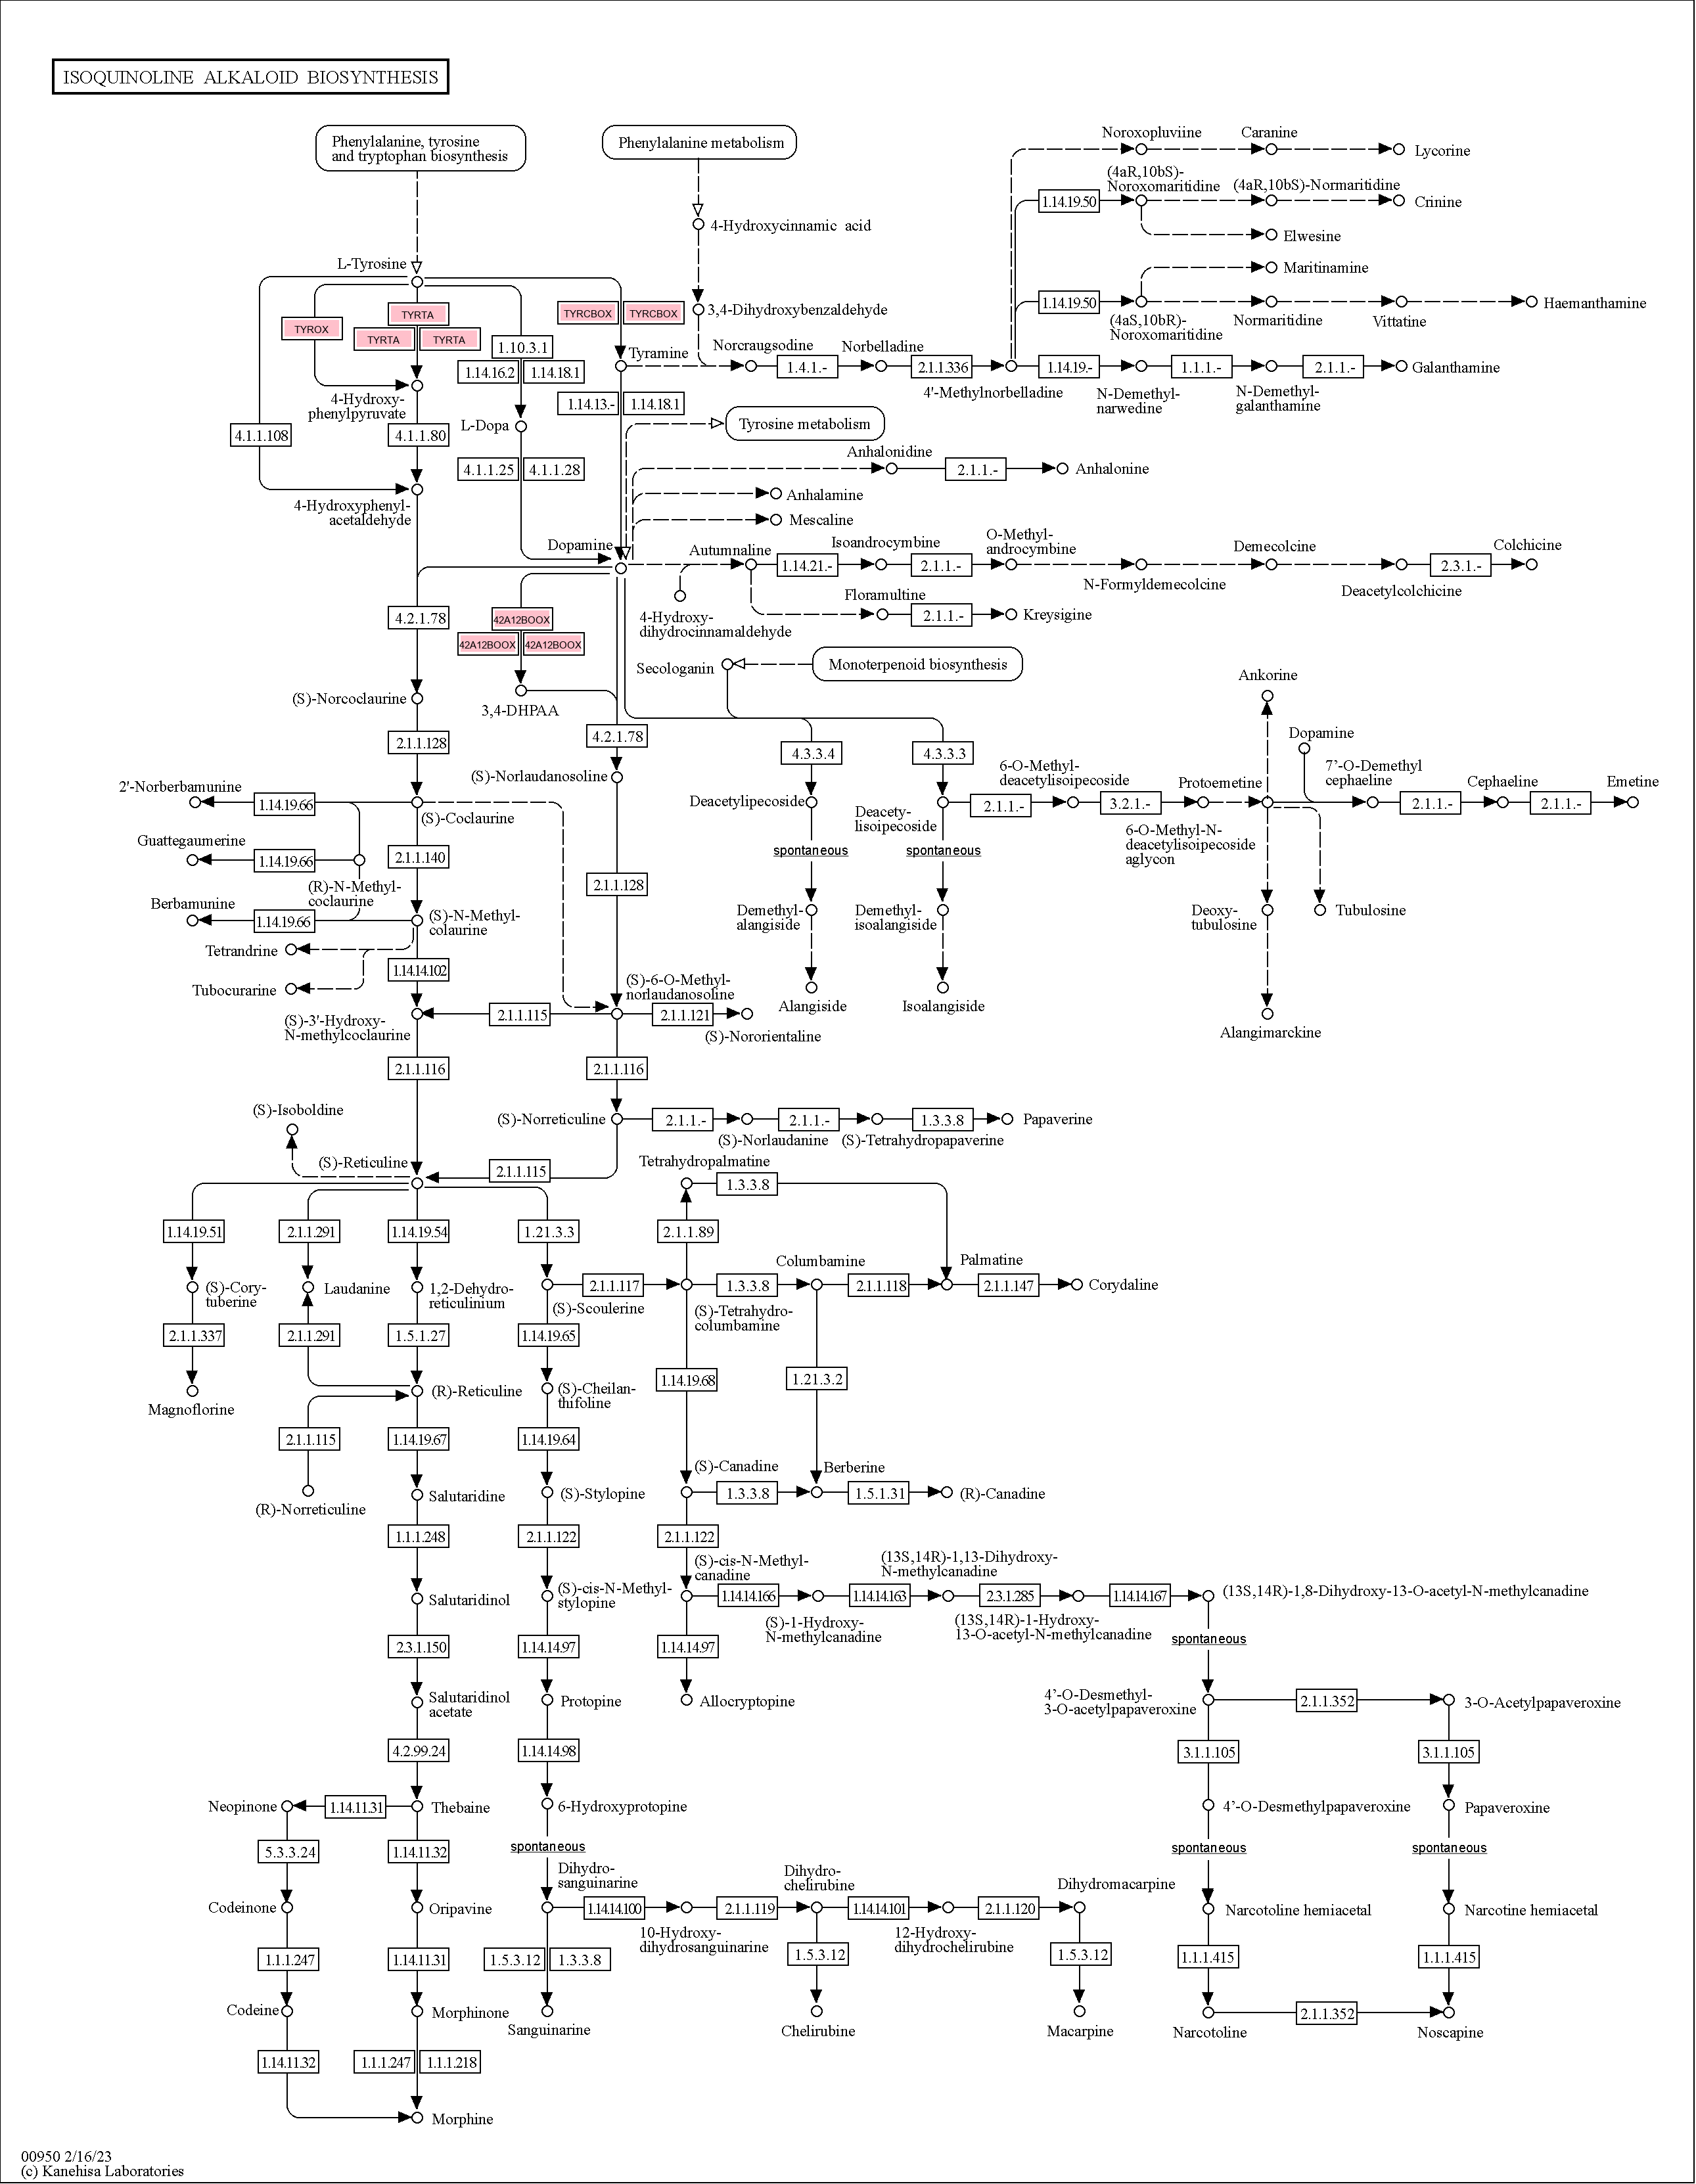 ISOQUINOLINE ALKALOID BIOSYNTHESIS
Phenylalanine, tyrosine
and tryptophan biosynthesis
Phenylalanine metabolism
4-Hydroxycinnamic acid
L-Tyrosine
3,4-Dihydroxybenzaldehyde
TYROX
TYRTA
TYRTA
TYRTA
TYRCBOX
TYRCBOX
1.10.3.1
1.14.16.2
1.14.18.1
Tyramine
Norcraugsodine
1.4.1.-
Norbelladine
2.1.1.336
4'-Methylnorbelladine
1.14.19.-
N-Demethyl-
narwedine
1.1.1.-
N-Demethyl-
galanthamine
2.1.1.-
Galanthamine
Noroxopluviine
Caranine
Lycorine
1.14.19.50
(4aR,10bS)-
Noroxomaritidine
(4aR,10bS)-Normaritidine
Crinine
Elwesine
Maritinamine
1.14.19.50
(4aS,10bR)-
Noroxomaritidine
Normaritidine
Vittatine
Haemanthamine
4-Hydroxy-
phenylpyruvate
4.1.1.108
4.1.1.80
L-Dopa
4.1.1.25
4.1.1.28
1.14.13.-
1.14.18.1
Tyrosine metabolism
4-Hydroxyphenyl-
acetaldehyde
Anhalonidine
2.1.1.-
Anhalonine
Anhalamine
Mescaline
Dopamine
Autumnaline
1.14.21.-
Isoandrocymbine
2.1.1.-
O-Methyl-
androcymbine
N-Formyldemecolcine
Demecolcine
Deacetylcolchicine
2.3.1.-
Colchicine
4-Hydroxy-
dihydrocinnamaldehyde
Floramultine
2.1.1.-
Kreysigine
4.2.1.78
42A12BOOX
42A12BOOX
42A12BOOX
3,4-DHPAA
Secologanin
Monoterpenoid biosynthesis
(S)-Norcoclaurine
2.1.1.128
4.2.1.78
(S)-Norlaudanosoline
4.3.3.4
4.3.3.3
Deacetylipecoside
Deacety-
lisoipecoside
spontaneous
spontaneous
Demethyl-
alangiside
Demethyl-
isoalangiside
Alangiside
Isoalangiside
2.1.1.-
6-O-Methyl-
deacetylisoipecoside
3.2.1.-
Protoemetine
6-O-Methyl-N-
deacetylisoipecoside
aglycon
Ankorine
Dopamine
7'-O-Demethyl
cephaeline
2.1.1.-
Cephaeline
2.1.1.-
Emetine
Deoxy-
tubulosine
Tubulosine
Alangimarckine
2'-Norberbamunine
1.14.19.66
(S)-Coclaurine
Guattegaumerine
1.14.19.66
2.1.1.140
(R)-N-Methyl-
coclaurine
Berbamunine
1.14.19.66
(S)-N-Methyl-
colaurine
Tetrandrine
Tubocurarine
1.14.14.102
2.1.1.128
(S)-3'-Hydroxy-
N-methylcoclaurine
2.1.1.115
(S)-6-O-Methyl-
norlaudanosoline
2.1.1.121
(S)-Nororientaline
2.1.1.116
2.1.1.116
(S)-Isoboldine
(S)-Norreticuline
2.1.1.-
(S)-Norlaudanine
2.1.1.-
(S)-Tetrahydropapaverine
1.3.3.8
Papaverine
(S)-Reticuline
2.1.1.115
Tetrahydropalmatine
1.3.3.8
1.14.19.51
2.1.1.291
1.14.19.54
1.21.3.3
2.1.1.89
(S)-Cory-
tuberine
Laudanine
1,2-Dehydro-
reticulinium
(S)-Scoulerine
2.1.1.117
(S)-Tetrahydro-
columbamine
1.3.3.8
Columbamine
2.1.1.118
Palmatine
2.1.1.147
Corydaline
2.1.1.337
2.1.1.291
1.5.1.27
1.14.19.65
1.14.19.68
1.21.3.2
Magnoflorine
(R)-Reticuline
(S)-Cheilan-
thifoline
2.1.1.115
1.14.19.67
1.14.19.64
(R)-Norreticuline
Salutaridine
(S)-Stylopine
(S)-Canadine
1.3.3.8
Berberine
1.5.1.31
(R)-Canadine
1.1.1.248
2.1.1.122
2.1.1.122
Salutaridinol
(S)-cis-N-Methyl-
stylopine
(S)-cis-N-Methyl-
canadine
1.14.14.166
(S)-1-Hydroxy-
N-methylcanadine
1.14.14.163
(13S,14R)-1,13-Dihydroxy-
N-methylcanadine
2.3.1.285
(13S,14R)-1-Hydroxy-
13-O-acetyl-N-methylcanadine
1.14.14.167
(13S,14R)-1,8-Dihydroxy-13-O-acetyl-N-methylcanadine
2.3.1.150
1.14.14.97
1.14.14.97
spontaneous
Salutaridinol
acetate
Protopine
Allocryptopine
4'-O-Desmethyl-
3-O-acetylpapaveroxine
2.1.1.352
3-O-Acetylpapaveroxine
4.2.99.24
1.14.14.98
3.1.1.105
3.1.1.105
Neopinone
1.14.11.31
Thebaine
6-Hydroxyprotopine
4'-O-Desmethylpapaveroxine
Papaveroxine
5.3.3.24
1.14.11.32
spontaneous
spontaneous
spontaneous
Codeinone
Oripavine
Dihydro-
sanguinarine
1.14.14.100
10-Hydroxy-
dihydrosanguinarine
2.1.1.119
Dihydro-
chelirubine
1.14.14.101
12-Hydroxy-
dihydrochelirubine
2.1.1.120
Dihydromacarpine
Narcotoline hemiacetal
Narcotine hemiacetal
1.1.1.247
1.14.11.31
1.5.3.12
1.3.3.8
1.5.3.12
1.5.3.12
1.1.1.415
1.1.1.415
Codeine
Morphinone
Sanguinarine
Chelirubine
Macarpine
Narcotoline
2.1.1.352
Noscapine
1.14.11.32
1.1.1.247
1.1.1.218
Morphine
00950 2/16/23
(c) Kanehisa Laboratories